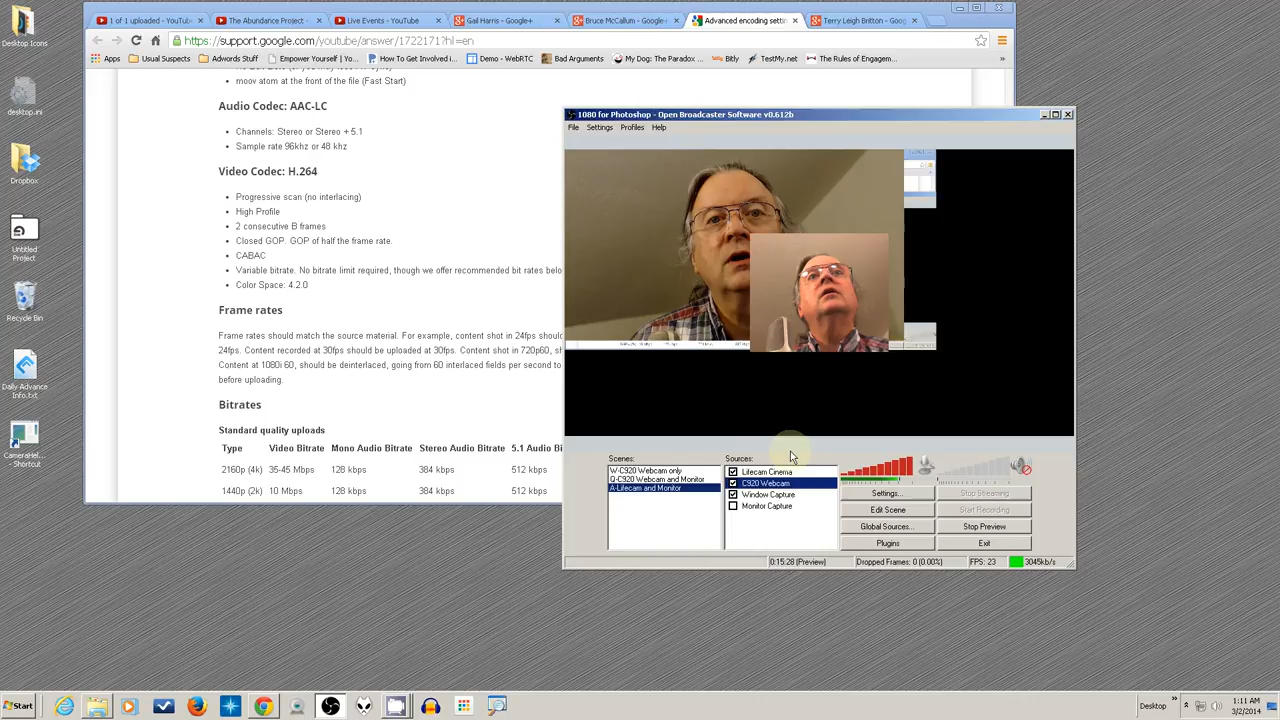 Desktop Icons
desktop.ini
Dropbox
Untitled
Project
Recycle Bin
Daily Advance
Info.txt
CameraHe...
- Shortcut
1 of 1 uploaded - YouTub
The Abundance Project -
Live Events - YouTube
Gail Harris - Google+
Bruce McCallum - Google+
Advanced encoding settin
Terry Leigh Britton - Goog
https://support.google.com/youtube/answer/1722171?hl=en
Apps
Usual Suspects
Adwords Stuff
Empower Yourself | Yo...
How To Get Involved i...
Demo - WebRTC
Bad Arguments
My Dog: The Paradox ...
Bitly
TestMy.net
The Rules of Engagem...
»
• moov atom at the front of the file (Fast Start)
Audio Codec: AAC-LC
• Channels: Stereo or Stereo + 5.1
• Sample rate 96khz or 48 khz
Video Codec: H.264
• Progressive scan (no interlacing)
• High Profile
• 2 consecutive B frames
• Closed GOP. GOP of half the frame rate.
• CABAC
• Variable bitrate. No bitrate limit required, though we offer recommended bit rates belo
• Color Space: 4.2.0
Frame rates
Frame rates should match the source material. For example, content shot in 24fps shoul
24fps. Content recorded at 30fps should be uploaded at 30fps. Content shot in 720p60, sh
Content at 1080i 60, should be deinterlaced, going from 60 interlaced fields per second to
before uploading.
Bitrates
Standard quality uploads
Type Video Bitrate Mono Audio Bitrate Stereo Audio Bitrate 5.1 Audio Bi
2160p (4k) 35-45 Mbps 128 kbps 384 kbps 512 kbps
1440p (2k) 10 Mbps 128 kbps 384 kbps 512 kbps
1080 for Photoshop - Open Broadcaster Software v0.612b
File Settings Profiles Help
Scenes:
W-C920 Webcam only
Q-C920 Webcam and Monitor
A-Lifecam and Monitor
Sources:
Lifecam Cinema
C920 Webcam
Window Capture
Monitor Capture
Settings...
Stop Streaming
Edit Scene
Start Recording
Global Sources...
Stop Preview
Plugins
Exit
0:15:28 (Preview)
Dropped Frames: 0 (0.00%)
FPS: 23
3045kb/s
Start
Desktop
»
1:11 AM
3/2/2014